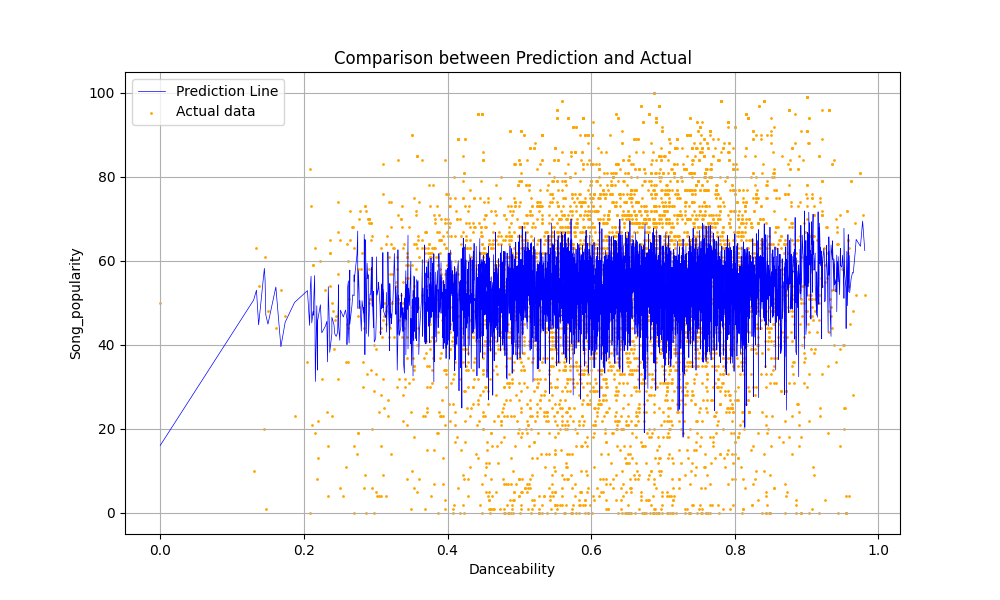 Comparison between Prediction and Actual
Prediction Line
Actual data
100
80
60
40
20
0
Song_popularity
0.0
0.2
0.4
0.6
0.8
1.0
Danceability